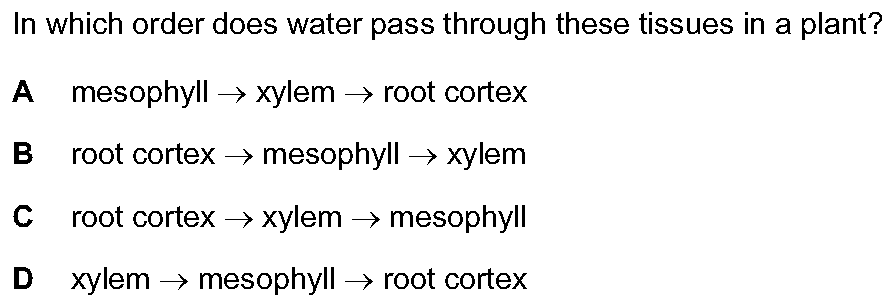 In which order does water pass through these tissues in a plant?
A mesophyll → xylem → root cortex
B root cortex → mesophyll → xylem
C root cortex → xylem → mesophyll
D xylem → mesophyll → root cortex